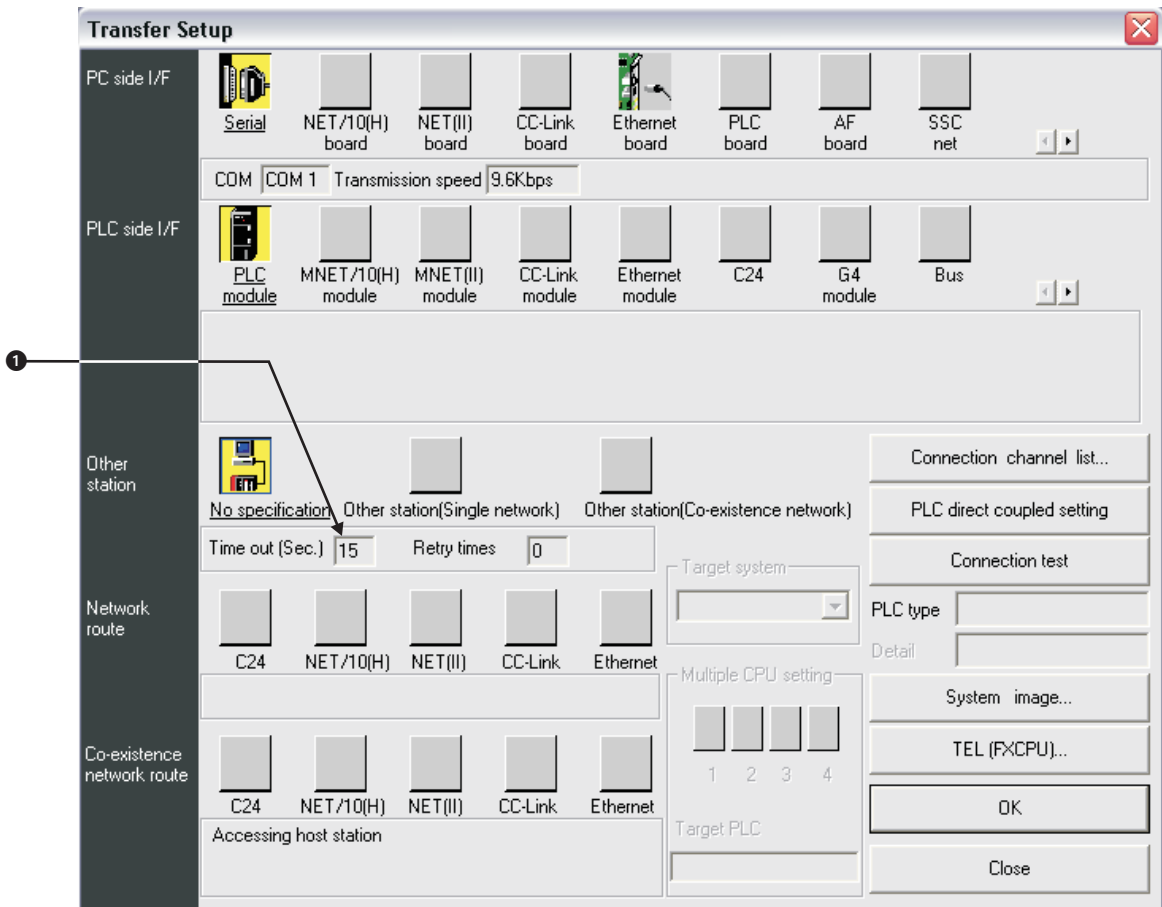 Transfer Setup
PC side I/F
Serial
NET/10(H)
board
NET(II)
board
CC-Link
board
Ethernet
board
PLC
board
AF
board
SSC
net
COM COM 1 Transmission speed 9.6Kbps
PLC side I/F
PLC
module
MNET/10(H)
module
MNET(II)
module
CC-Link
module
Ethernet
module
C24
G4
module
Bus
1
Other
station
No specification
Other station(Single network)
Other station(Co-existence network)
Time out (Sec.) 15 Retry times 0
Connection channel list...
PLC direct coupled setting
Connection test
PLC type
Detail
System image...
TEL (FXCPU)...
OK
Close
Target system
Network
route
C24
NET/10(H)
NET(II)
CC-Link
Ethernet
Multiple CPU setting
1 2 3 4
Target PLC
Co-existence
network route
C24
NET/10(H)
NET(II)
CC-Link
Ethernet
Accessing host station